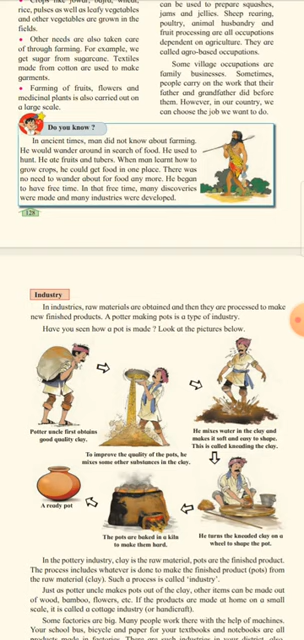 • Crops like jowar, bajra, wheat,
rice, pulses as well as leafy vegetables
and other vegetables are grown in the
fields.
• Other needs are also taken care
of through farming. For example, we
get sugar from sugarcane. Textiles
made from cotton are used to make
garments.
• Farming of fruits, flowers and
medicinal plants is also carried out on
a large scale.
can be used to prepare squashes,
jams and jellies. Sheep rearing,
poultry, animal husbandry and
fruit processing are all occupations
dependent on agriculture. They are
called agro-based occupations.
Some village occupations are
family businesses. Sometimes,
people carry on the work that their
father and grandfather did before
them. However, in our country, we
can choose the job we want to do.
Do you know ?
In ancient times, man did not know about farming.
He would wander around in search of food. He used to
hunt. He ate fruits and tubers. When man learnt how to
grow crops, he could get food in one place. There was
no need to wander about for food any more. He began
to have free time. In that free time, many discoveries
were made and many industries were developed.
128
Industry
In industries, raw materials are obtained and then they are processed to make
new finished products. A potter making pots is a type of industry.
Have you seen how a pot is made ? Look at the pictures below.
Potter uncle first obtains
good quality clay.
To improve the quality of the pots, he
mixes some other substances in the clay.
He mixes water in the clay and
makes it soft and easy to shape.
This is called kneading the clay.
He turns the kneaded clay on a
wheel to shape the pot.
The pots are baked in a kiln
to make them hard.
A ready pot
In the pottery industry, clay is the raw material, pots are the finished product.
The process includes whatever is done to make the finished product (pots) from
the raw material (clay). Such a process is called 'industry'.
Just as potter uncle makes pots out of the clay, other items can be made out
of wood, bamboo, flowers, etc. If the products are made at home on a small
scale, it is called a cottage industry (or handicraft).
Some factories are big. Many people work there with the help of machines.
Your school bus, bicycle and paper for your textbooks and notebooks are all